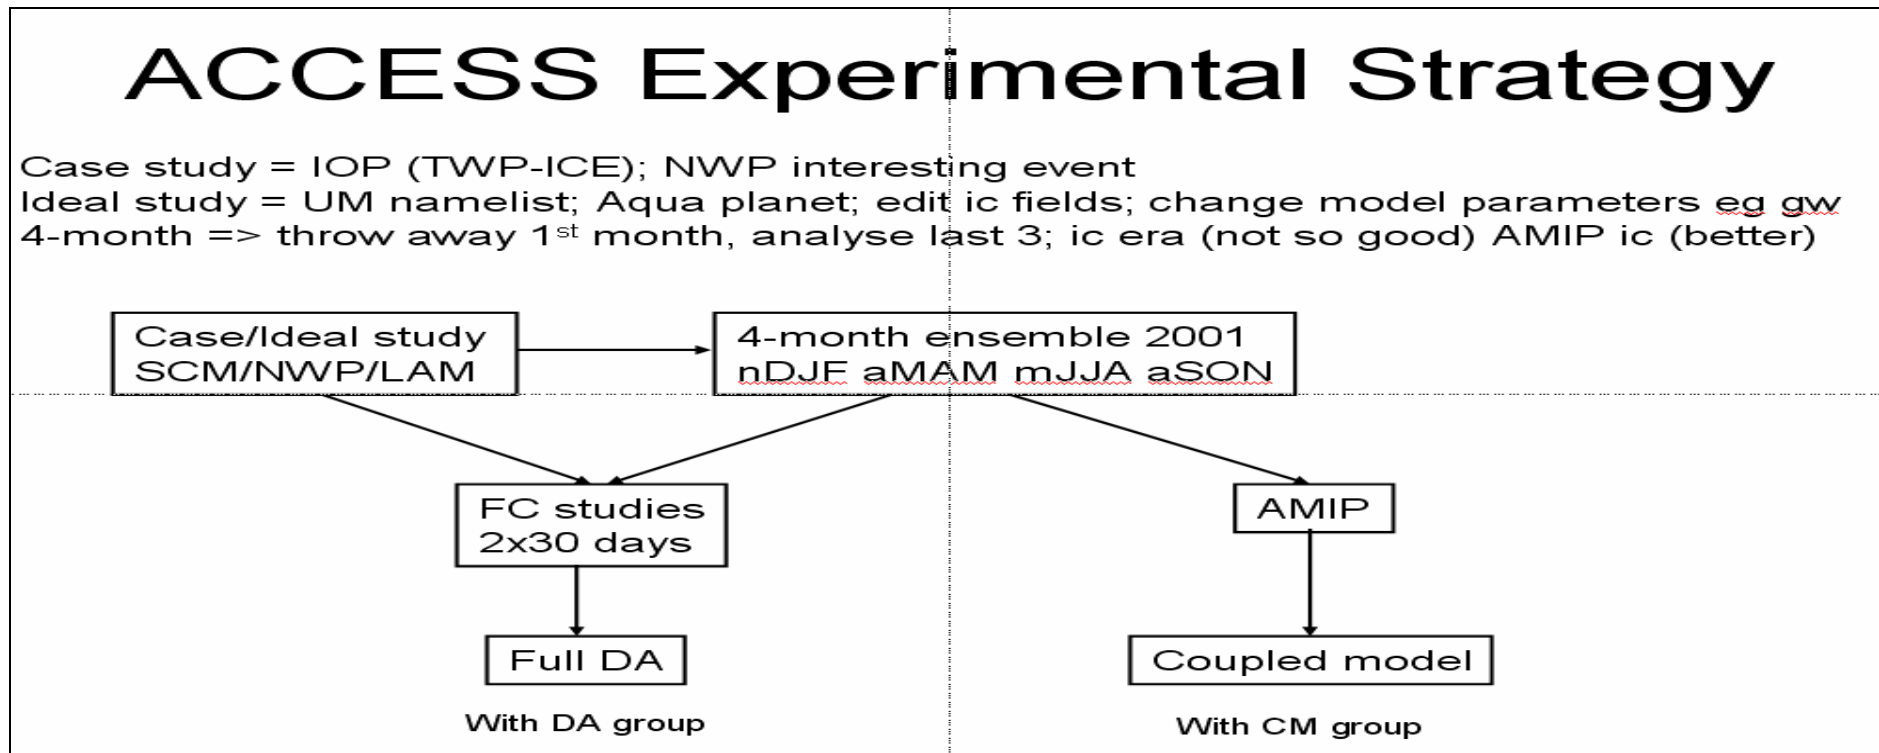 ACCESS Experimental Strategy
Case study = IOP (TWP-ICE); NWP interesting event
Ideal study = UM namelist; Aqua planet; edit ic fields; change model parameters eg gw
4-month => throw away 1st month, analyse last 3; ic era (not so good) AMIP ic (better)
Case/Ideal study
SCM/NWP/LAM
4-month ensemble 2001
nDJF aMAM mJJA aSON
FC studies
2x30 days
AMIP
Full DA
Coupled model
With DA group
With CM group